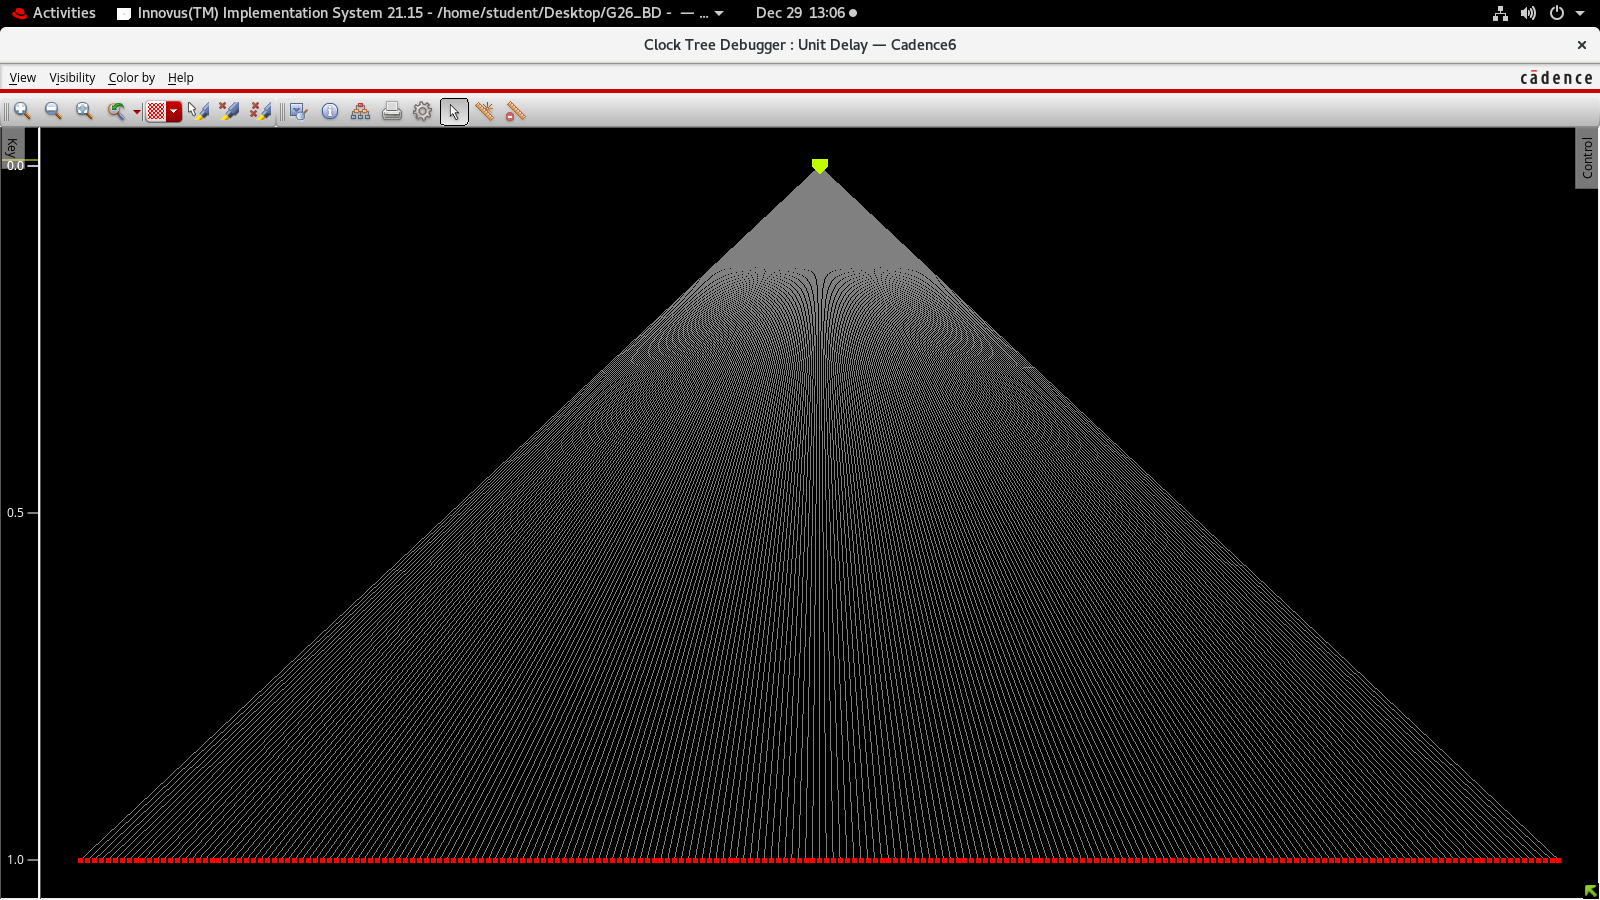 Activities Innovus(TM) Implementation System 21.15 - /home/student/Desktop/G26_BD - — ... Dec 29 13:06
Clock Tree Debugger : Unit Delay — Cadence6
View Visibility Color by Help cādence
Key
Control
0.0
0.5
1.0